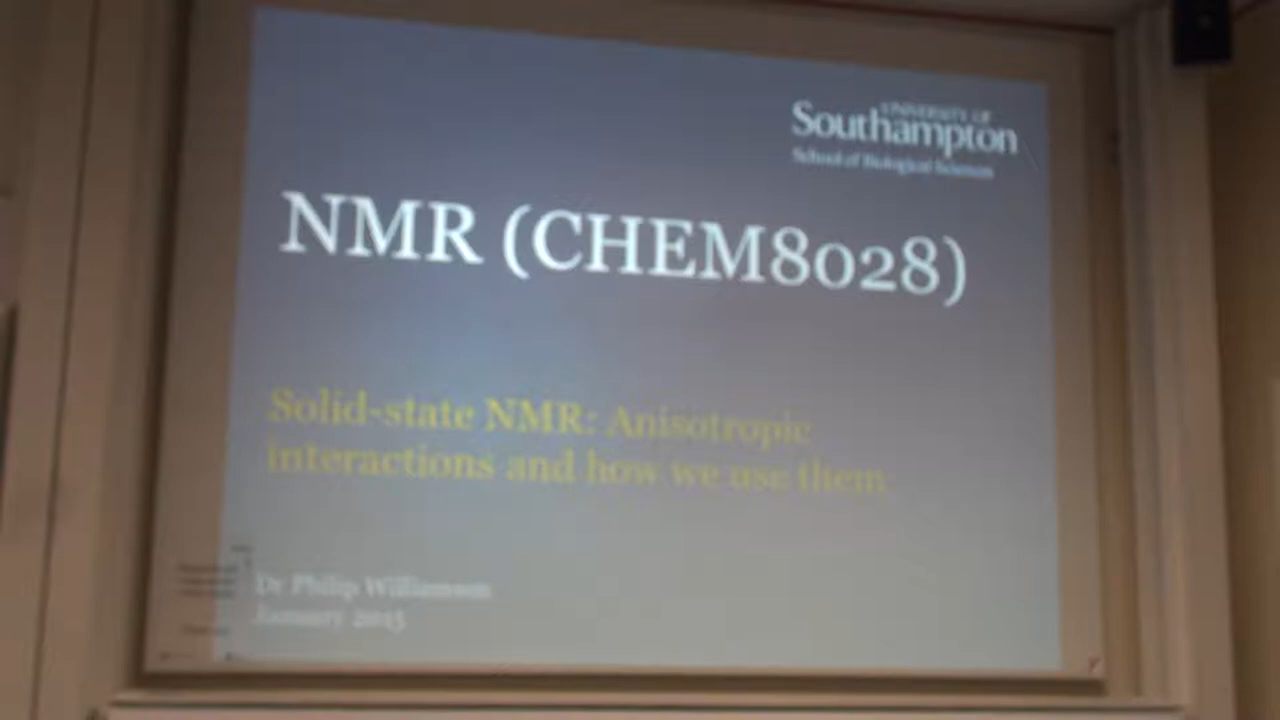 UNIVERSITY OF
Southampton
School of Biological Sciences
NMR (CHEM8028)
Solid-state NMR: Anisotropic
interactions and how we use them
Dr Philip Williamson
January 2015